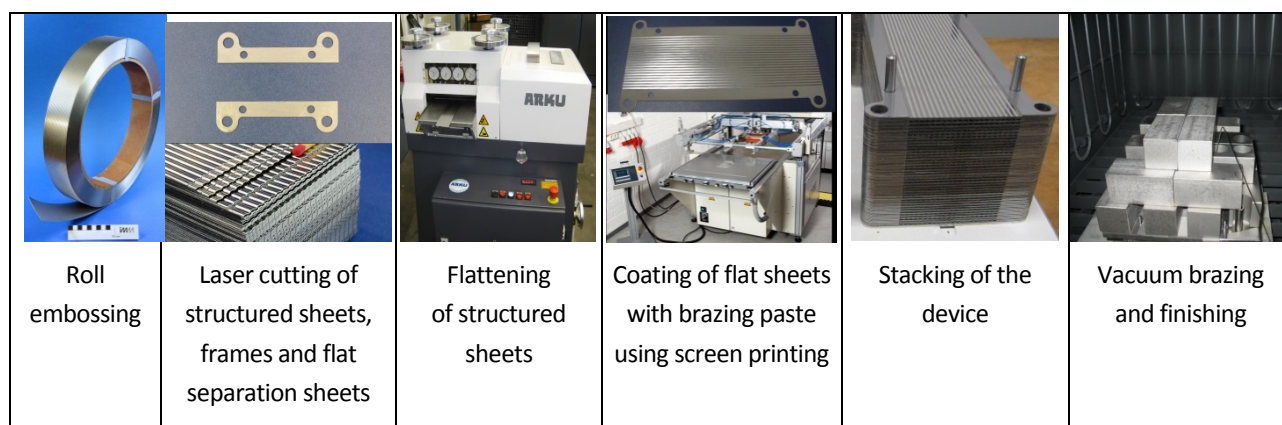 ARKU
ARKU
Roll
embossing
Laser cutting of
structured sheets,
frames and flat
separation sheets
Flattening
of structured
sheets
Coating of flat sheets
with brazing paste
using screen printing
Stacking of the
device
Vacuum brazing
and finishing